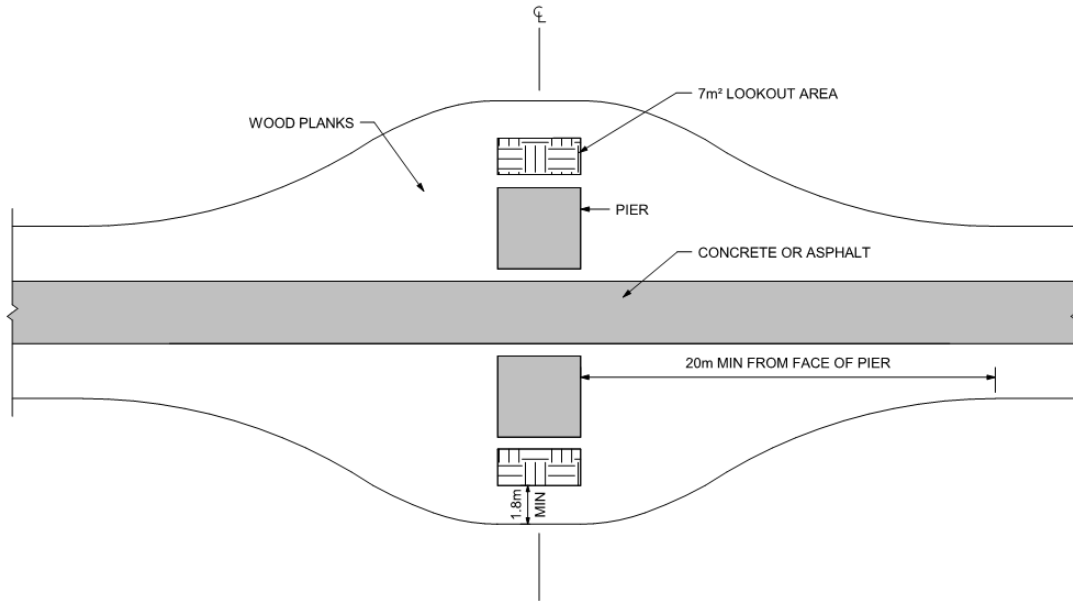 ℄
7m² LOOKOUT AREA
WOOD PLANKS
PIER
CONCRETE OR ASPHALT
20m MIN FROM FACE OF PIER
1.8m
MIN